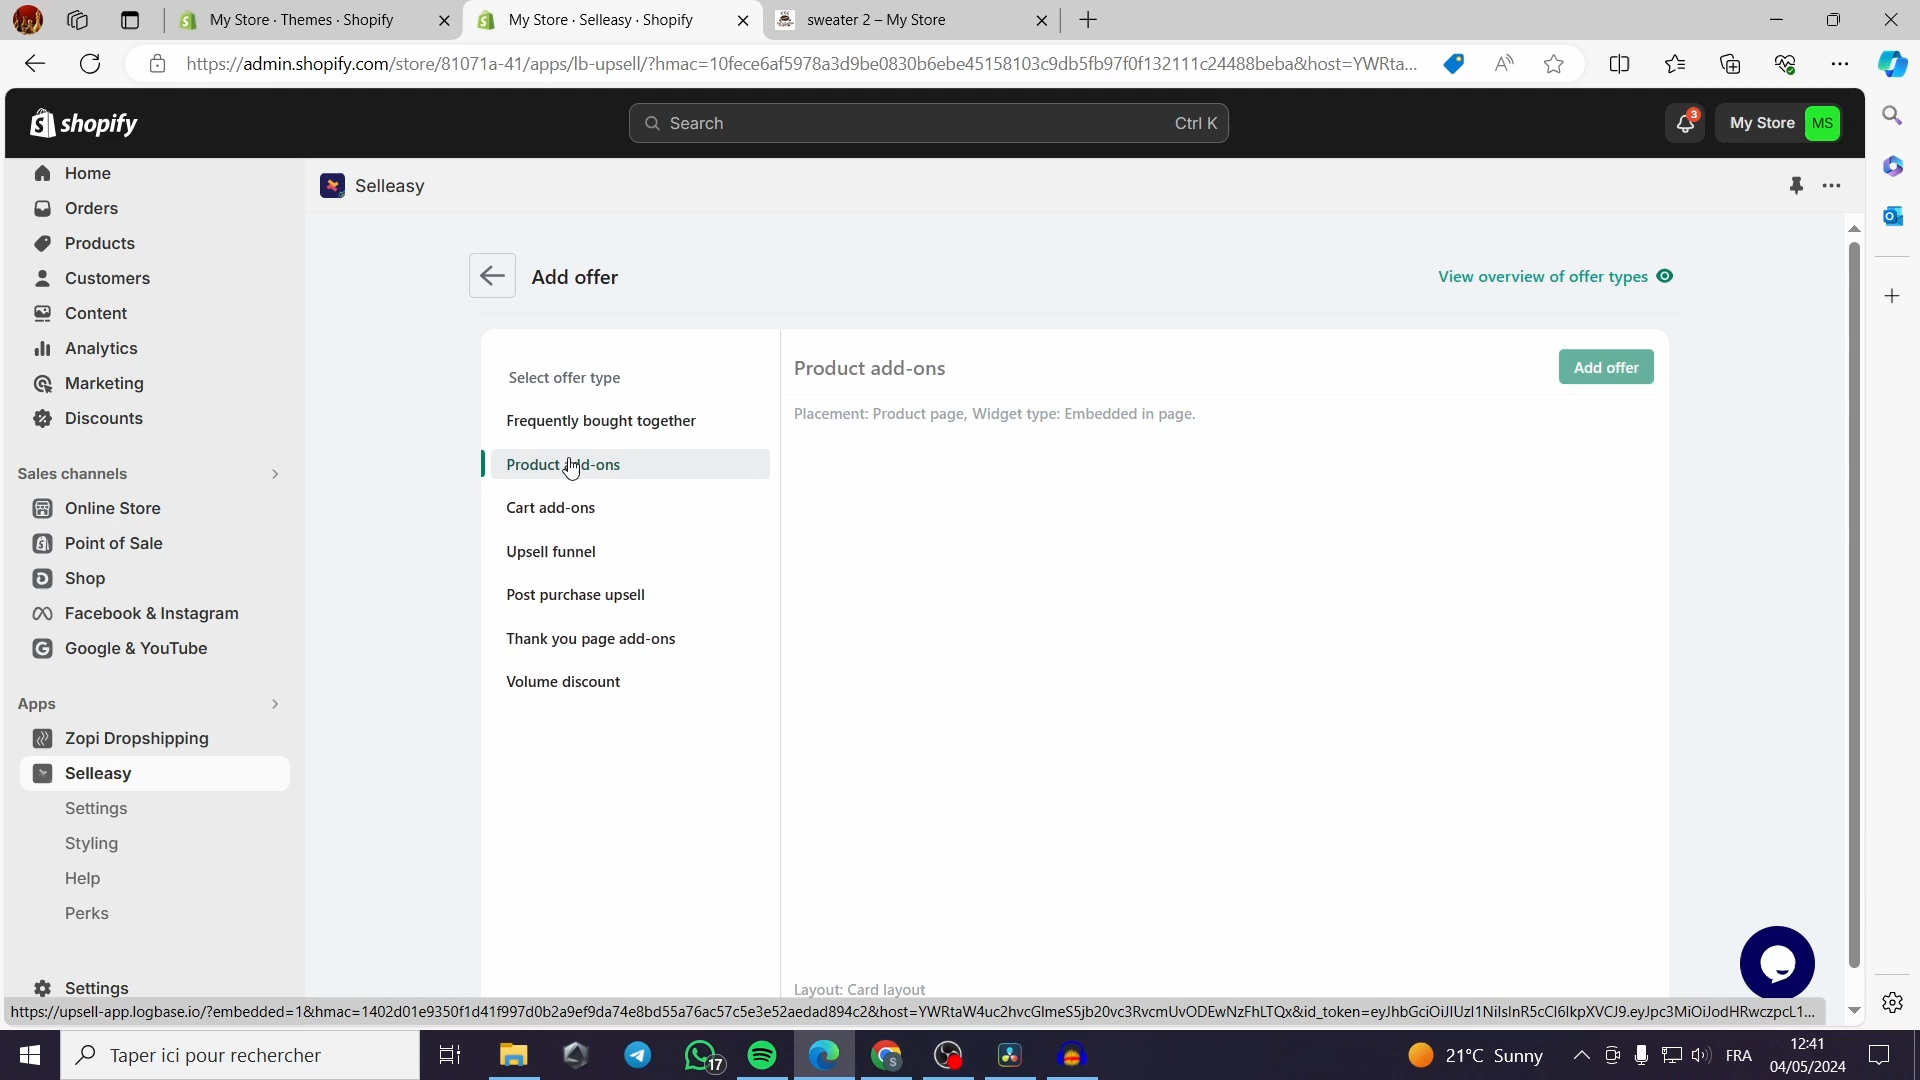 My Store · Themes · Shopify
My Store · Selleasy · Shopify
sweater 2 – My Store
https://admin.shopify.com/store/81071a-41/apps/lb-upsell/?hmac=10fece6af5978a3d9be0830b6ebe45158103c9db5fb97f0f132111c24488beba&host=YWRta...
shopify
Search
Ctrl K
3
My Store
MS
Home
Orders
Products
Customers
Content
Analytics
Marketing
Discounts
Sales channels
Online Store
Point of Sale
Shop
Facebook & Instagram
Google & YouTube
Apps
Zopi Dropshipping
Selleasy
Settings
Styling
Help
Perks
Settings
Selleasy
Add offer
View overview of offer types
Select offer type
Frequently bought together
Product add-ons
Cart add-ons
Upsell funnel
Post purchase upsell
Thank you page add-ons
Volume discount
Product add-ons
Add offer
Placement: Product page, Widget type: Embedded in page.
Layout: Card layout
https://upsell-app.logbase.io/?embedded=1&hmac=1402d01e9350f1d41f997d0b2a9ef9da74e8bd55a76ac57c5e3e52aedad894c2&host=YWRtaW4uc2hvcGlmeS5jb20vc3RvcmUvODEwNzFhLTQx&id_token=eyJhbGciOiJIUzI1NiIsInR5cCI6IkpXVCJ9.eyJpc3MiOiJodHRwczpcL1...
Taper ici pour rechercher
17
21°C Sunny
FRA
12:41
04/05/2024